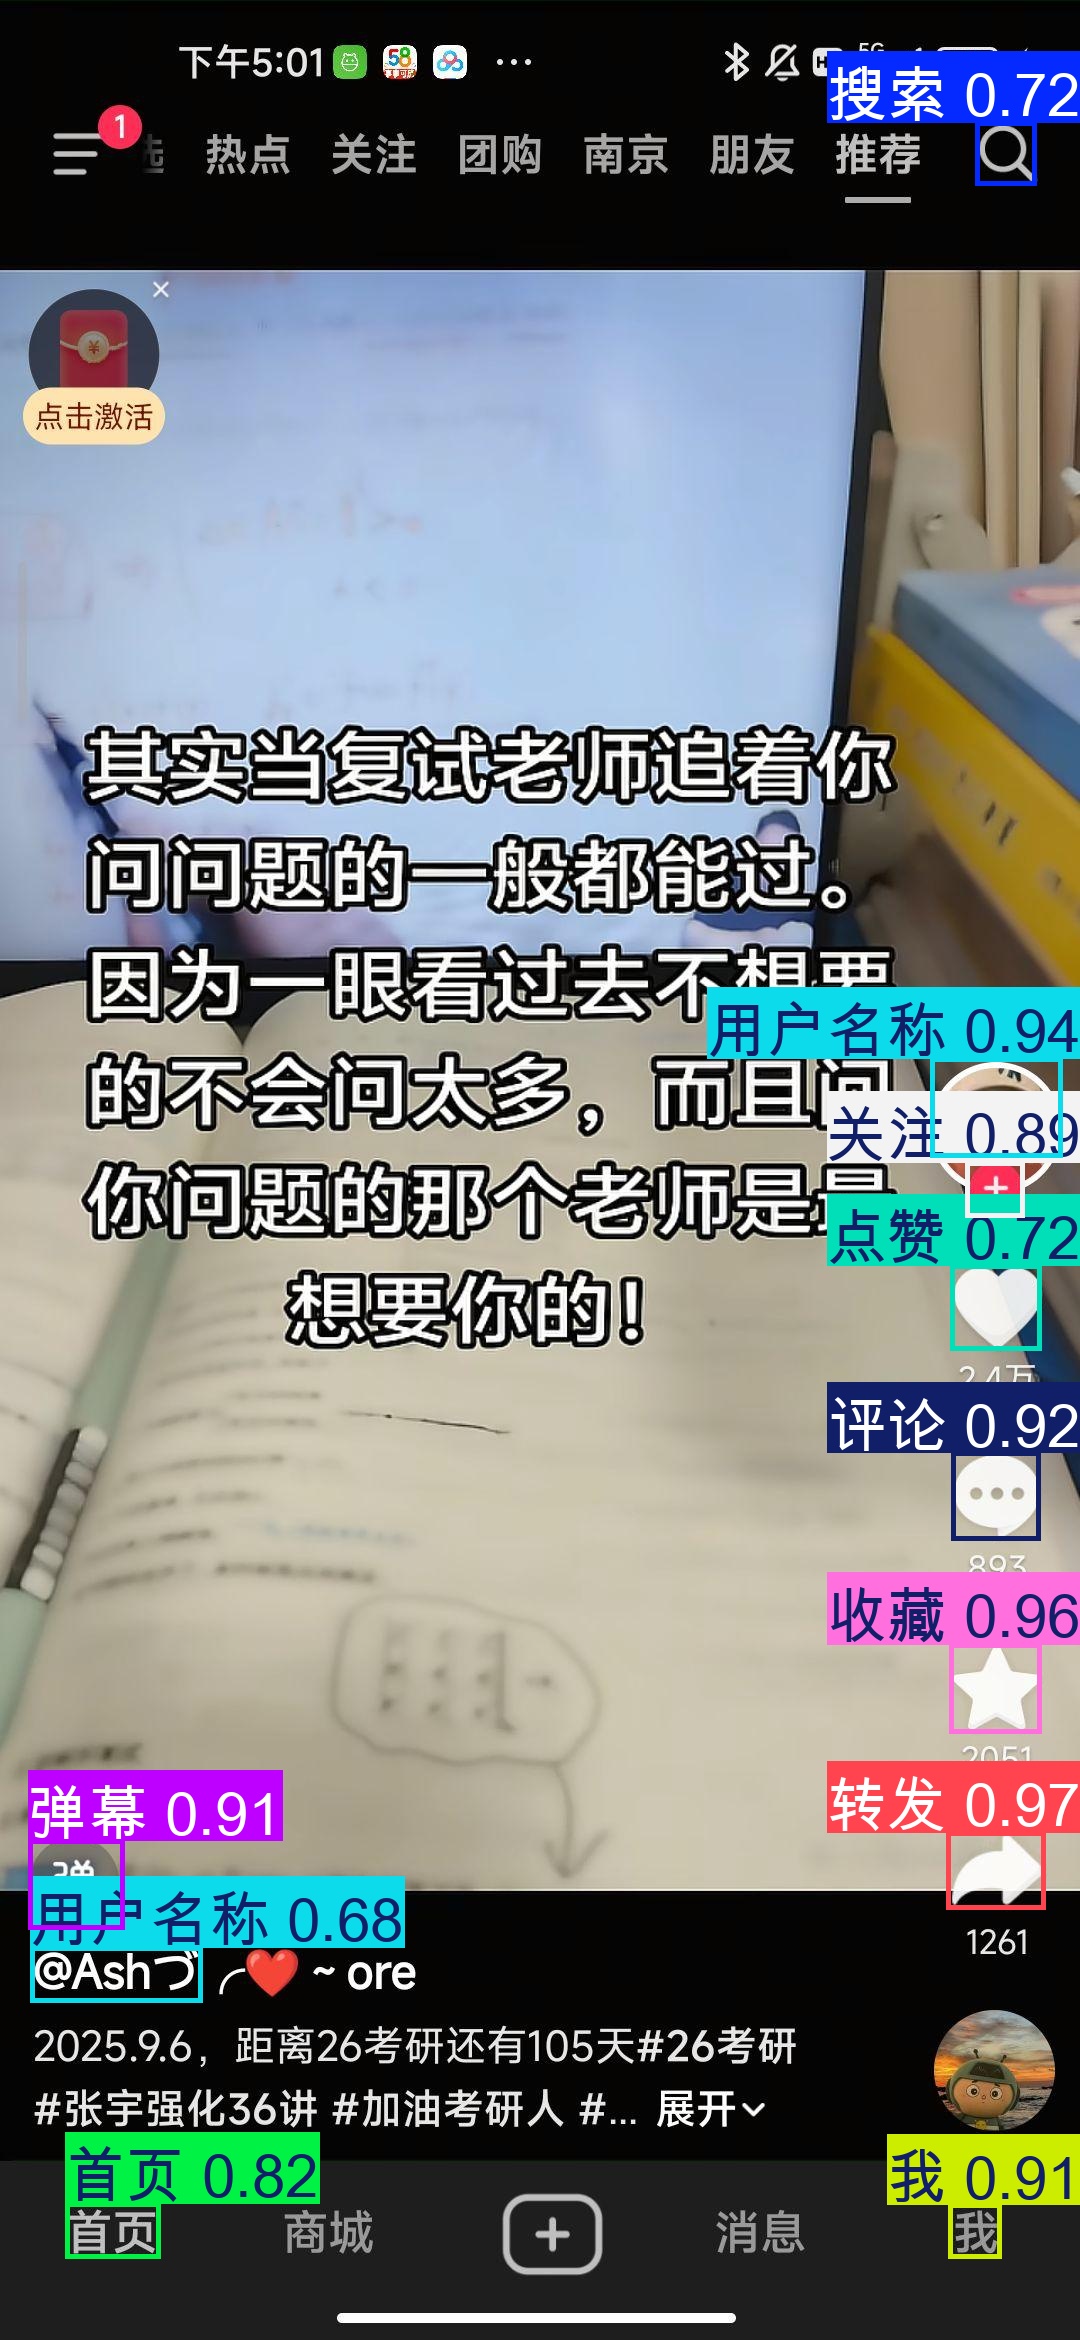 下午5:01
搜索 0.72
1
热点 关注 团购 南京 朋友 推荐
点击激活
其实当复试老师追着你
问问题的一般都能过。
因为一眼看过去不想要
用户名称 0.94
的不会问太多，而且问
关注 0.89
你问题的那个老师是最
点赞 0.72
想要你的！
2.4万
评论 0.92
893
收藏 0.96
2051
转发 0.97
弹幕 0.91
弹
用户名称 0.68
1261
@Ashづ╭❤️~ore
2025.9.6，距离26考研还有105天#26考研
#张宇强化36讲 #加油考研人 #... 展开
首页 0.82
我 0.91
首页 商城 消息 我